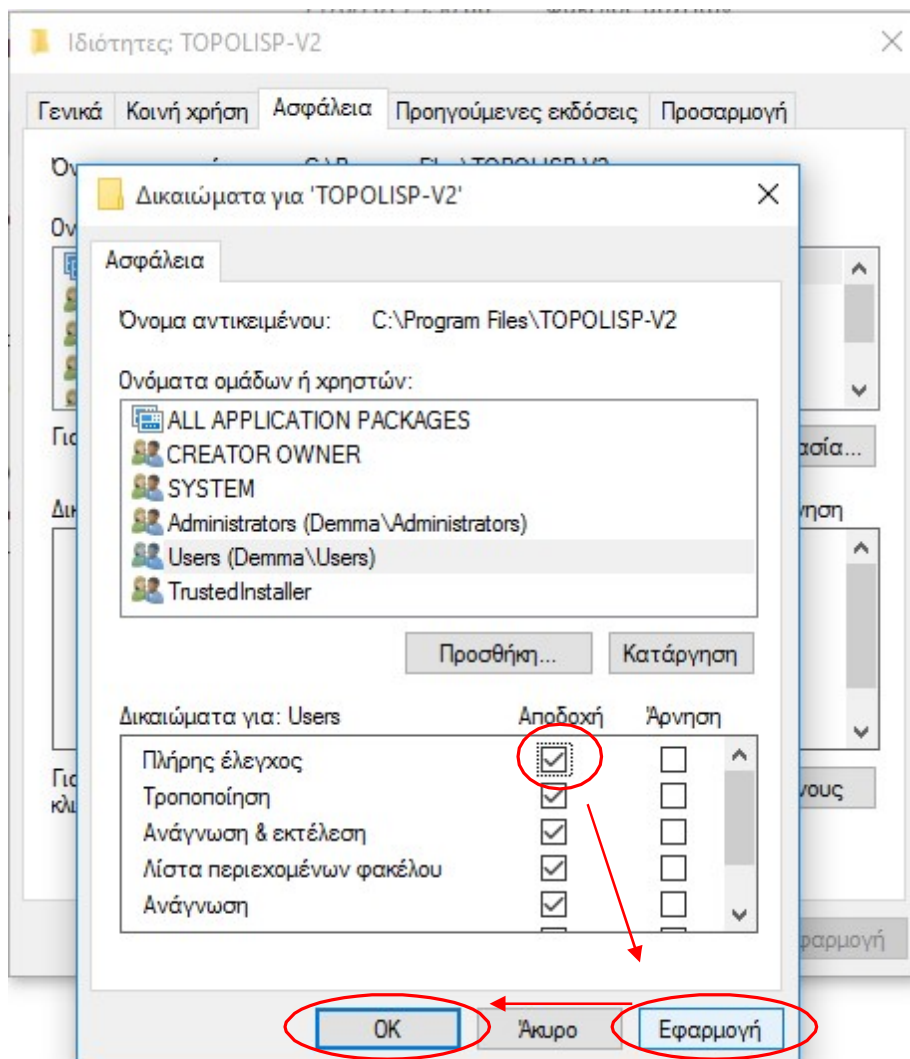 Ιδιότητες: TOPOLISP-V2
Γενικά Κοινή χρήση Ασφάλεια Προηγούμενες εκδόσεις Προσαρμογή
Δικαιώματα για 'TOPOLISP-V2'
Ασφάλεια
Όνομα αντικειμένου: C:\Program Files\TOPOLISP-V2
Ονόματα ομάδων ή χρηστών:
ALL APPLICATION PACKAGES
CREATOR OWNER
SYSTEM
Administrators (Demma\Administrators)
Users (Demma\Users)
TrustedInstaller
Προσθήκη... Κατάργηση
Δικαιώματα για: Users Αποδοχή Άρνηση
Πλήρης έλεγχος
Τροποποίηση
Ανάγνωση & εκτέλεση
Λίστα περιεχομένων φακέλου
Ανάγνωση
OK Άκυρο Εφαρμογή